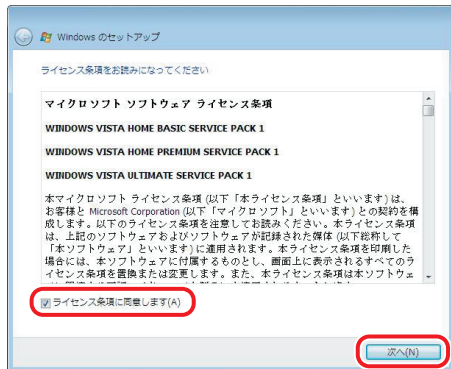 Windows のセットアップ
ライセンス条項をお読みになってください
マイクロソフト ソフトウェア ライセンス条項
WINDOWS VISTA HOME BASIC SERVICE PACK 1
WINDOWS VISTA HOME PREMIUM SERVICE PACK 1
WINDOWS VISTA ULTIMATE SERVICE PACK 1
本マイクロソフト ライセンス条項 (以下「本ライセンス条項」といいます) は、
お客様と Microsoft Corporation (以下「マイクロソフト」といいます) との契約を構
成します。以下のライセンス条項を注意してお読みください。本ライセンス条項
は、上記のソフトウェアおよびソフトウェアが記録された媒体 (以下総称して
「本ソフトウェア」といいます) に適用されます。本ライセンス条項を印刷した
場合には、本ソフトウェアに付属するものとし、画面上に表示されるすべてのラ
イセンス条項を置換または変更します。また、本ライセンス条項は本ソフトウェ
ライセンス条項に同意します(A)
次へ(N)